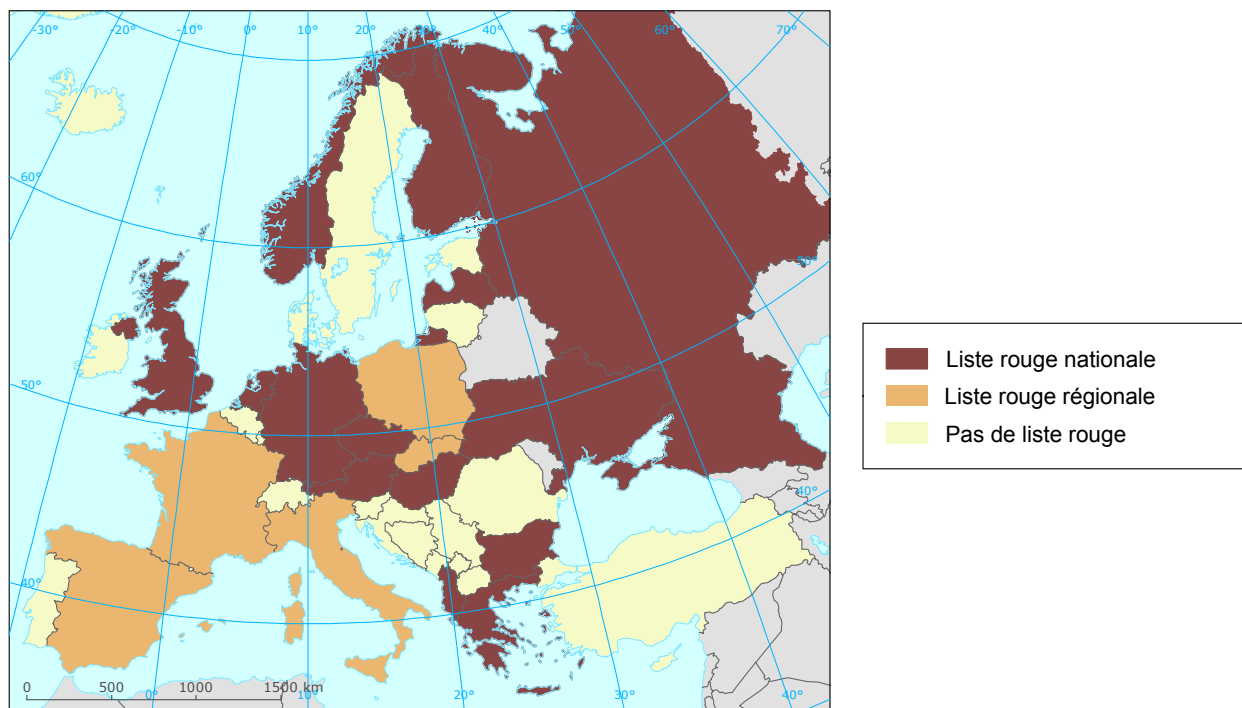 -30° -20° -10° 0° 10° 20° 30° 40° 50° 60° 70°
60°
50°
50°
40°
40°
0 500 1000 1500 km
0° 10° 20° 30° 40°
Liste rouge nationale
Liste rouge régionale
Pas de liste rouge